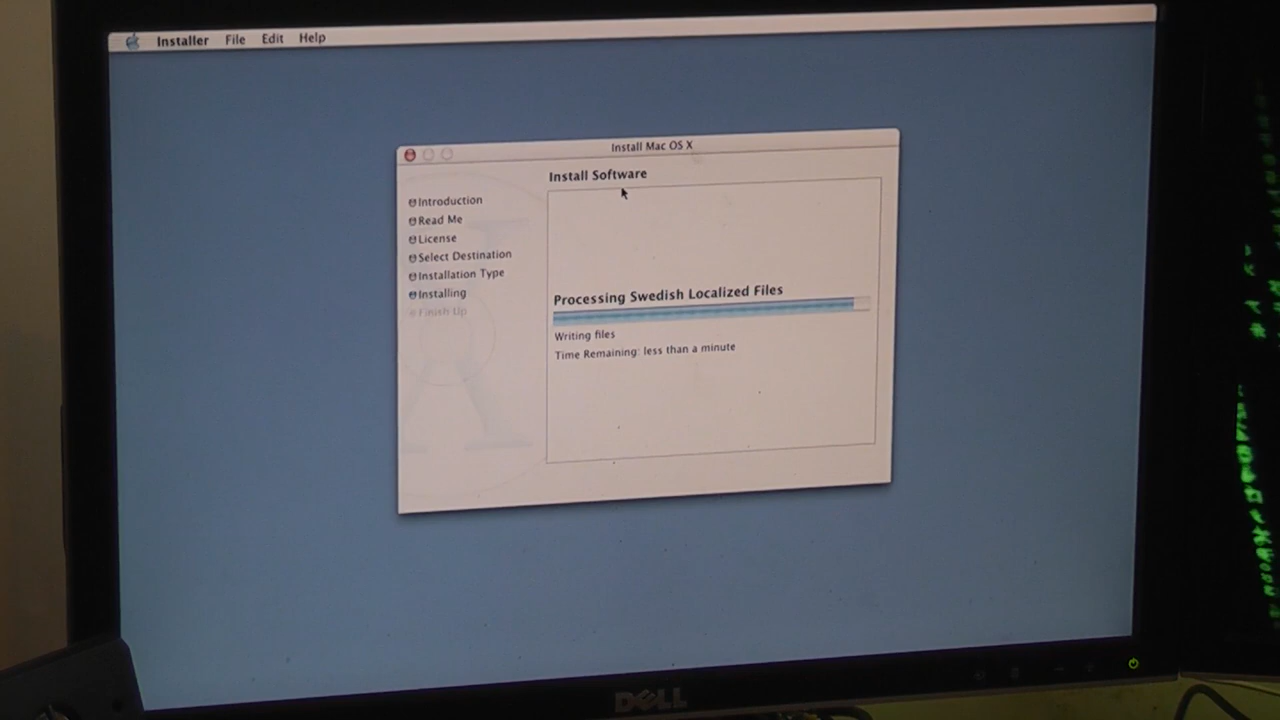 Installer File Edit Help
Install Mac OS X
Install Software
Introduction
Read Me
License
Select Destination
Installation Type
Installing
Finish Up
Processing Swedish Localized Files
Writing files
Time Remaining: less than a minute
DELL